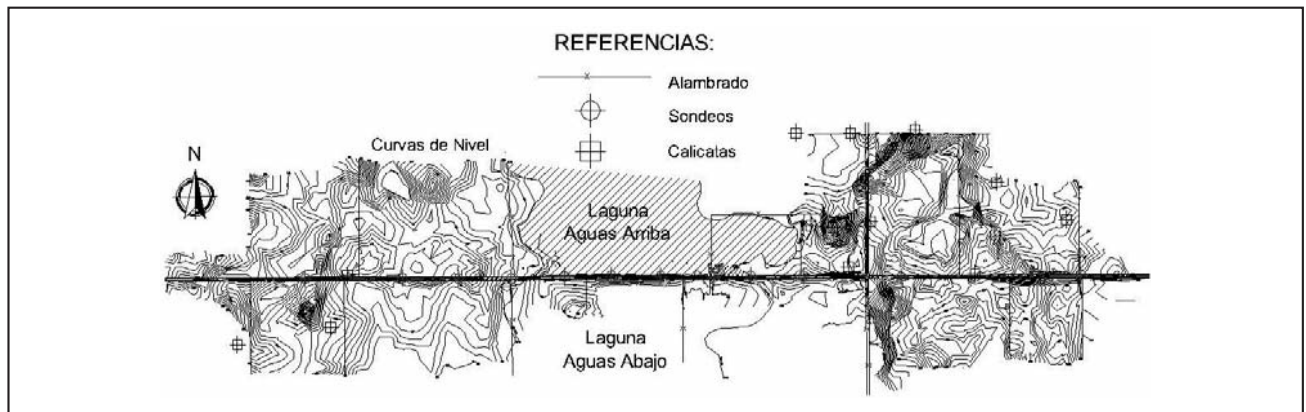 REFERENCIAS:
Alambrado
Sondeos
Calicatas
Curvas de Nivel
N
Laguna
Aguas Arriba
Laguna
Aguas Abajo